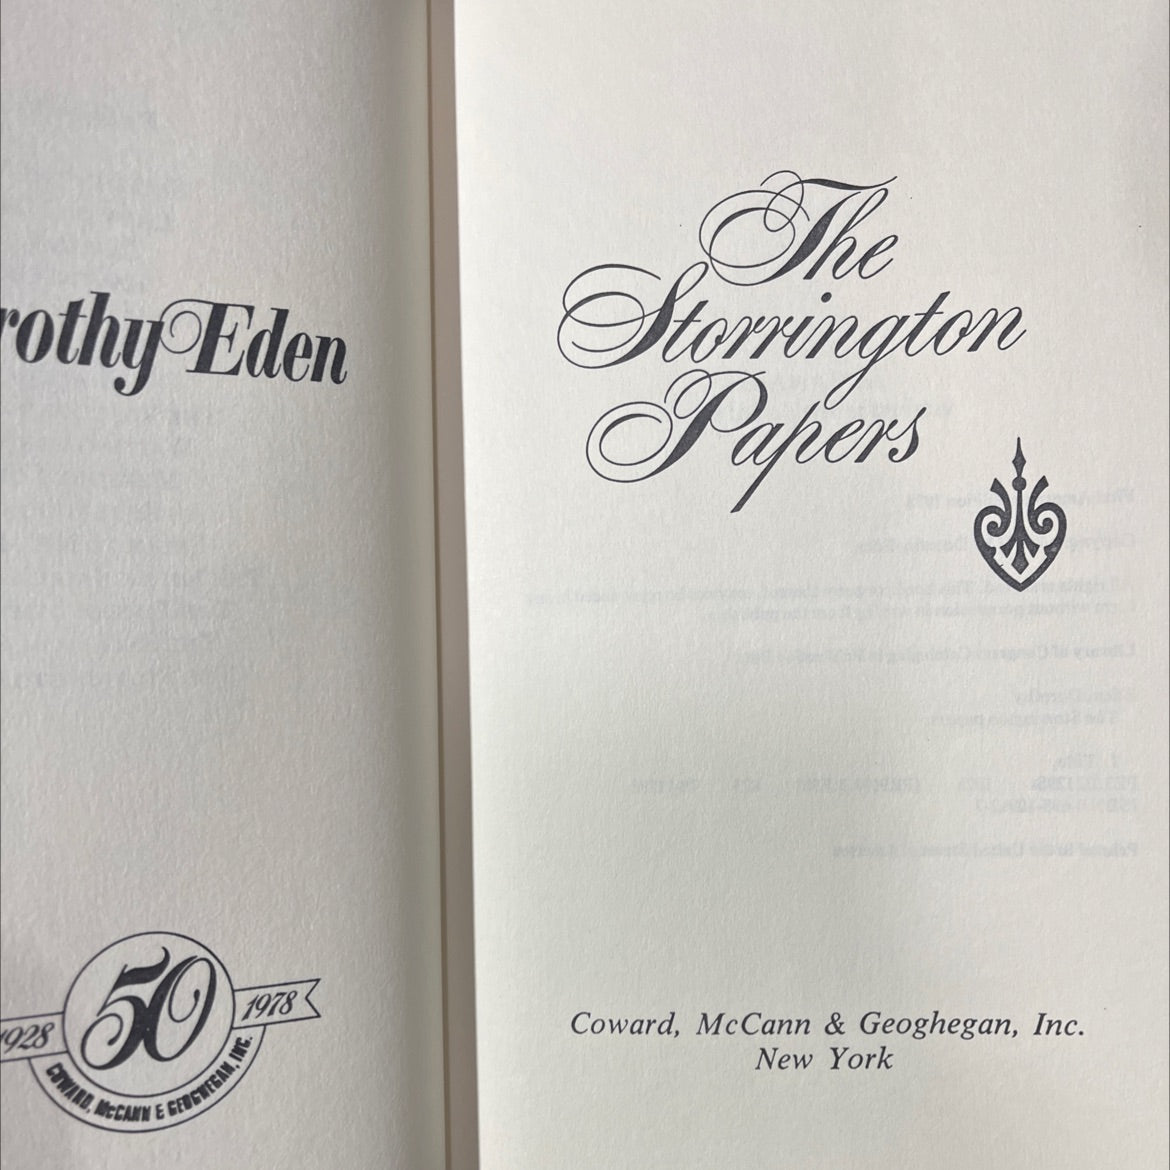 rothy Eden
50
1928
1978
COWARD, McCANN & GEOGHEGAN, INC.
The
Storrington
Papers
Coward, McCann & Geoghegan, Inc.
New York